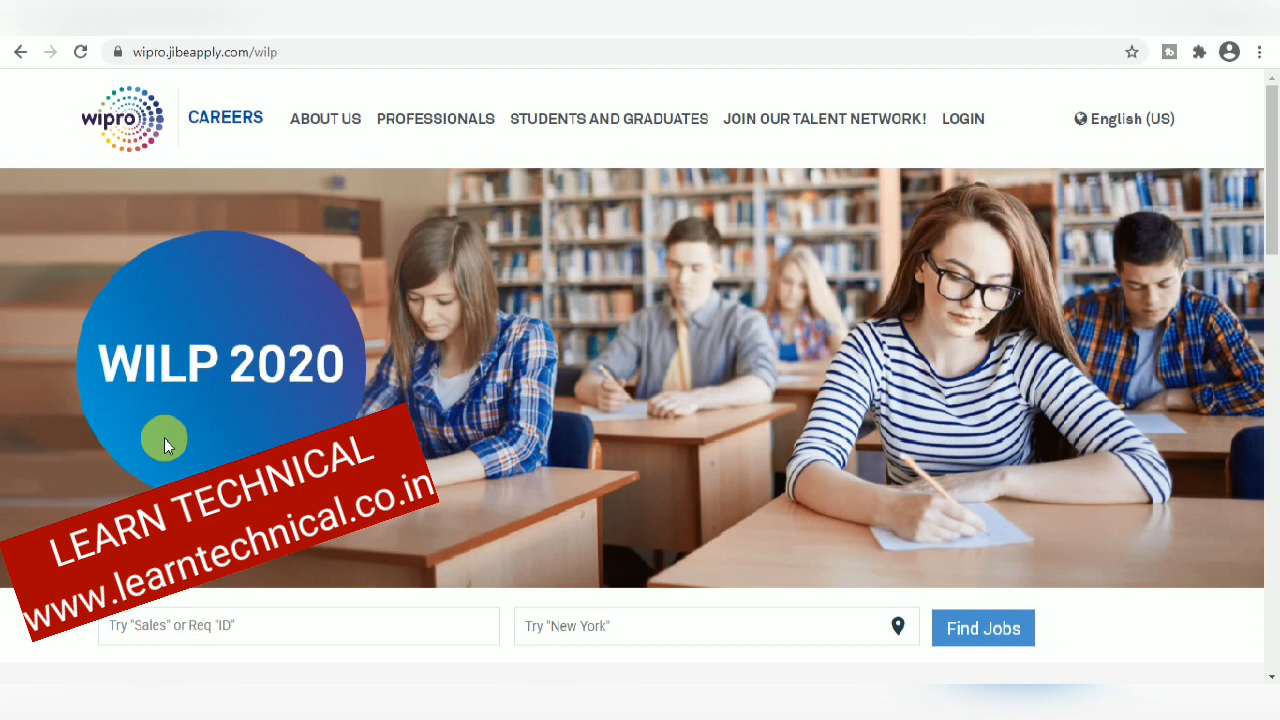 wipro.jibeapply.com/wilp
wipro
CAREERS
ABOUT US
PROFESSIONALS
STUDENTS AND GRADUATES
JOIN OUR TALENT NETWORK!
LOGIN
English (US)
WILP 2020
LEARN TECHNICAL
www.learntechnical.co.in
Try "Sales" or Req "ID"
Try "New York"
Find Jobs